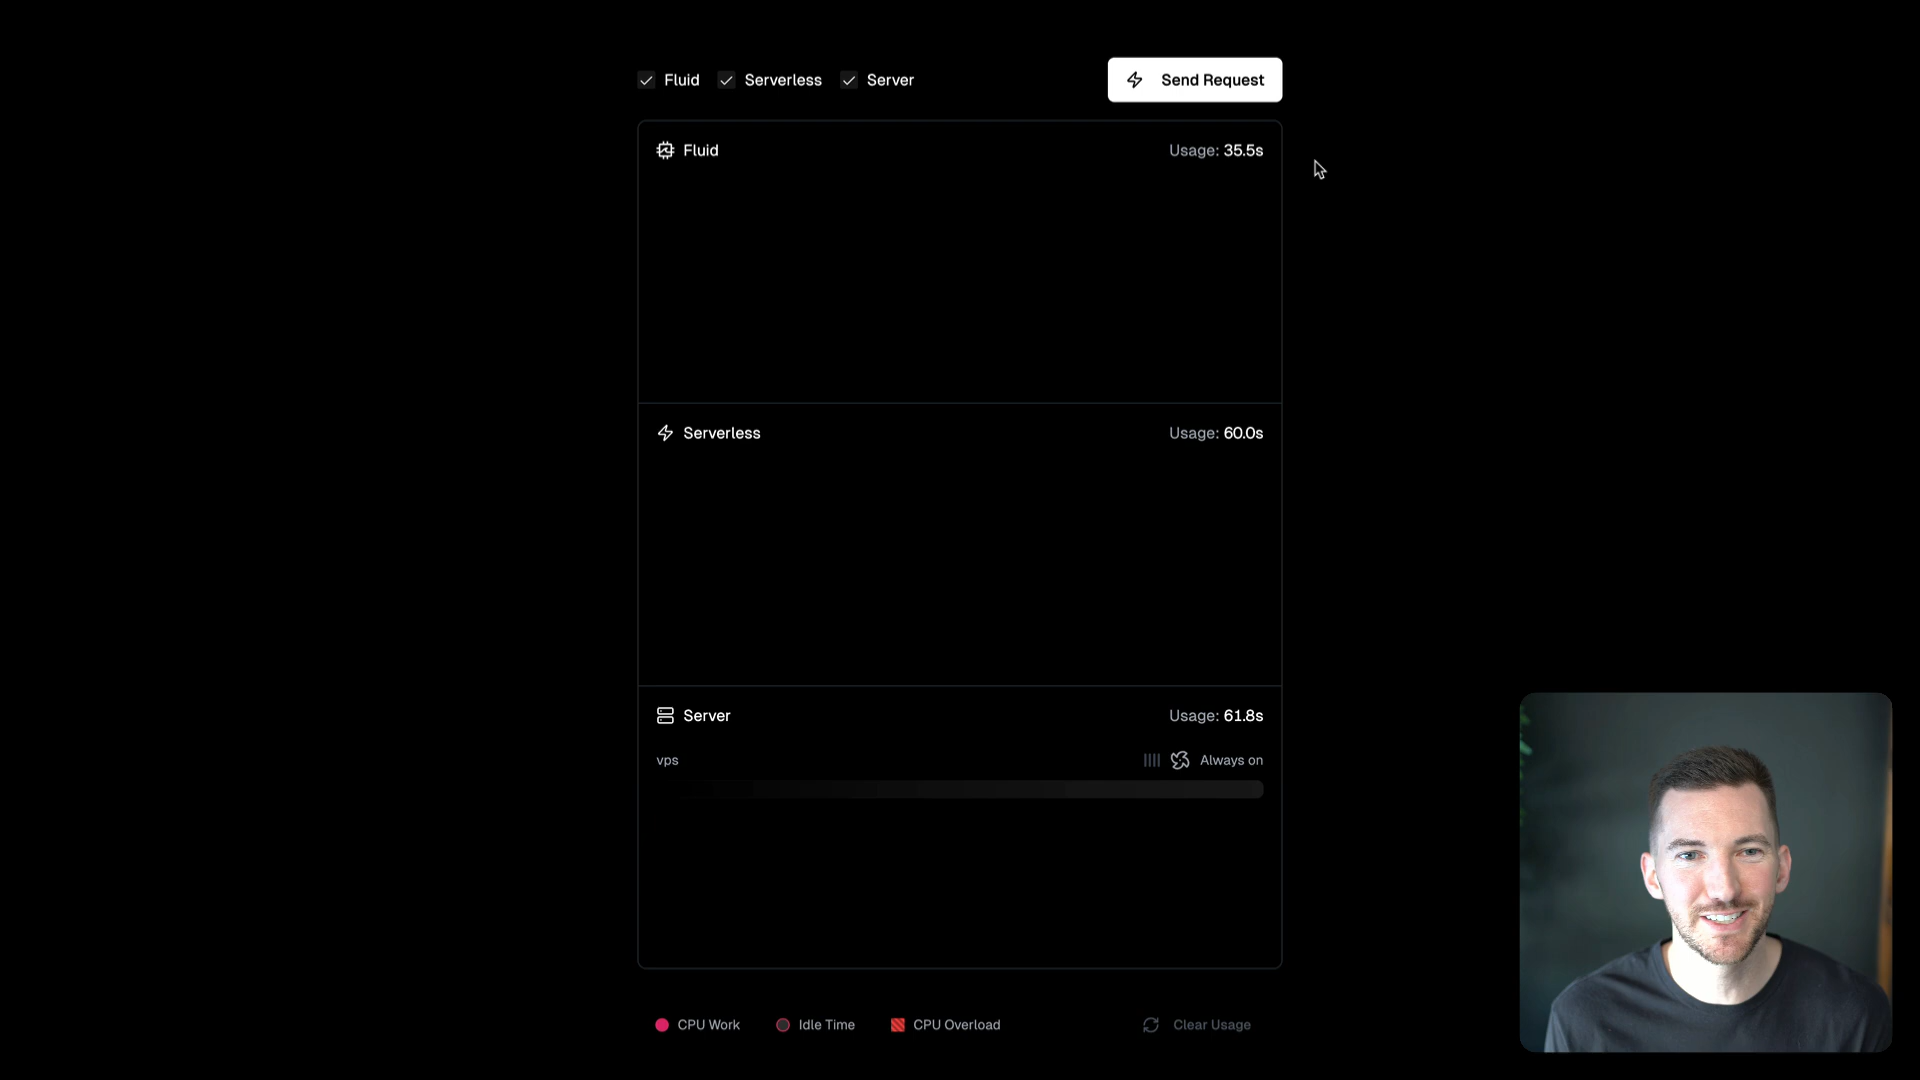 Fluid Serverless Server Send Request
Fluid Usage: 35.5s
Serverless Usage: 60.0s
Server Usage: 61.8s
vps Always on
CPU Work Idle Time CPU Overload Clear Usage